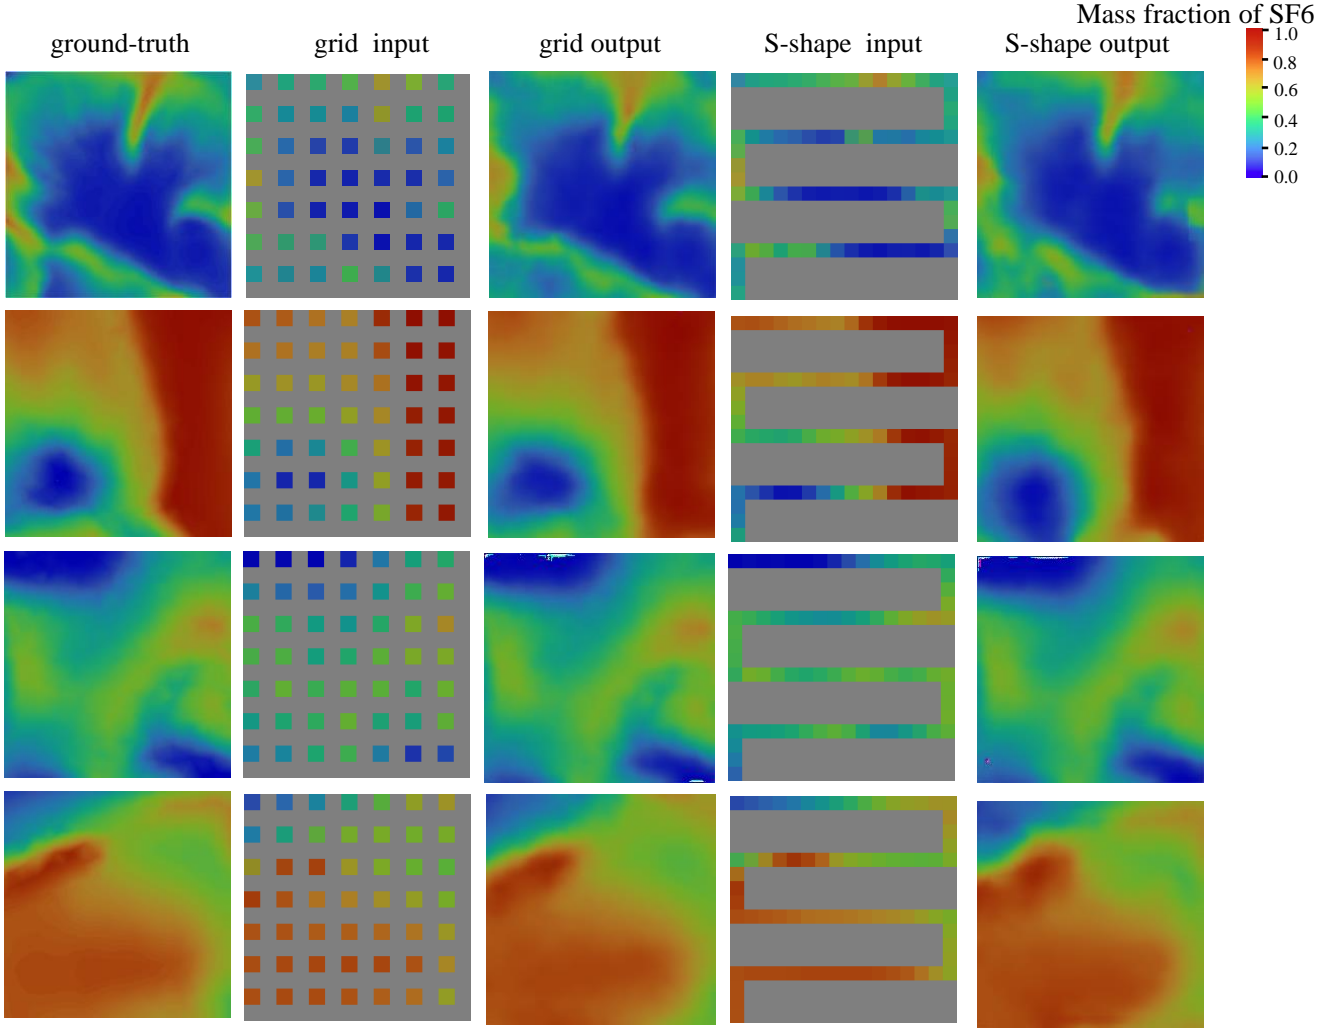 Mass fraction of SF6
ground-truth
grid input
grid output
S-shape input
S-shape output
1.0
0.8
0.6
0.4
0.2
0.0